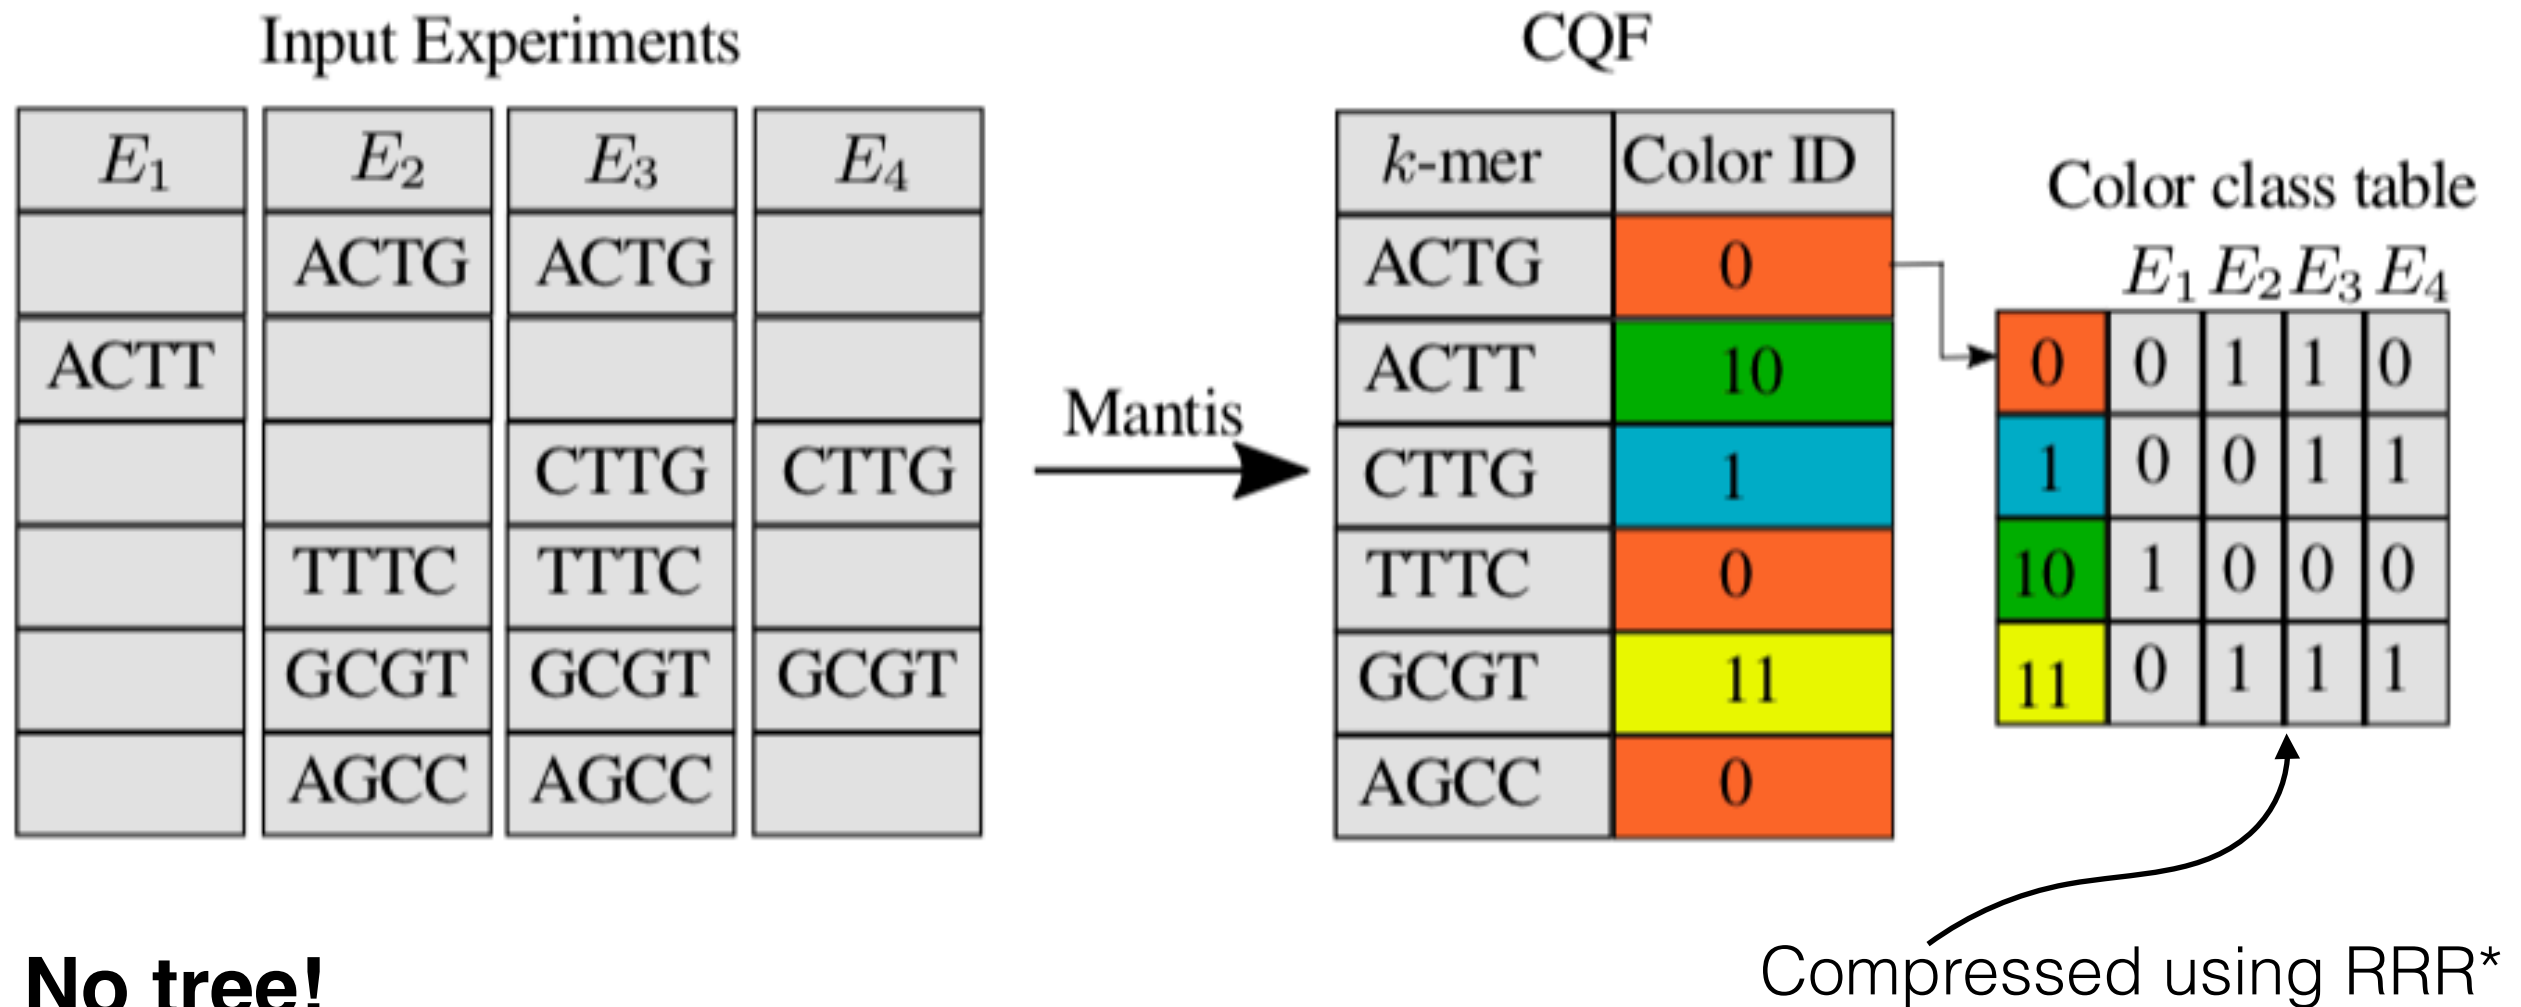 Input Experiments
CQF
E₁ E₂ E₃ E₄
k-mer Color ID
Color class table
ACTG ACTG
ACTG 0
E₁ E₂ E₃ E₄
ACTT
ACTT 10
0 0 1 1 0
Mantis
CTTG CTTG
CTTG 1
1 0 0 1 1
TTTC TTTC
TTTC 0
10 1 0 0 0
GCGT GCGT GCGT
GCGT 11
11 0 1 1 1
AGCC AGCC
AGCC 0
No tree!
Compressed using RRR*